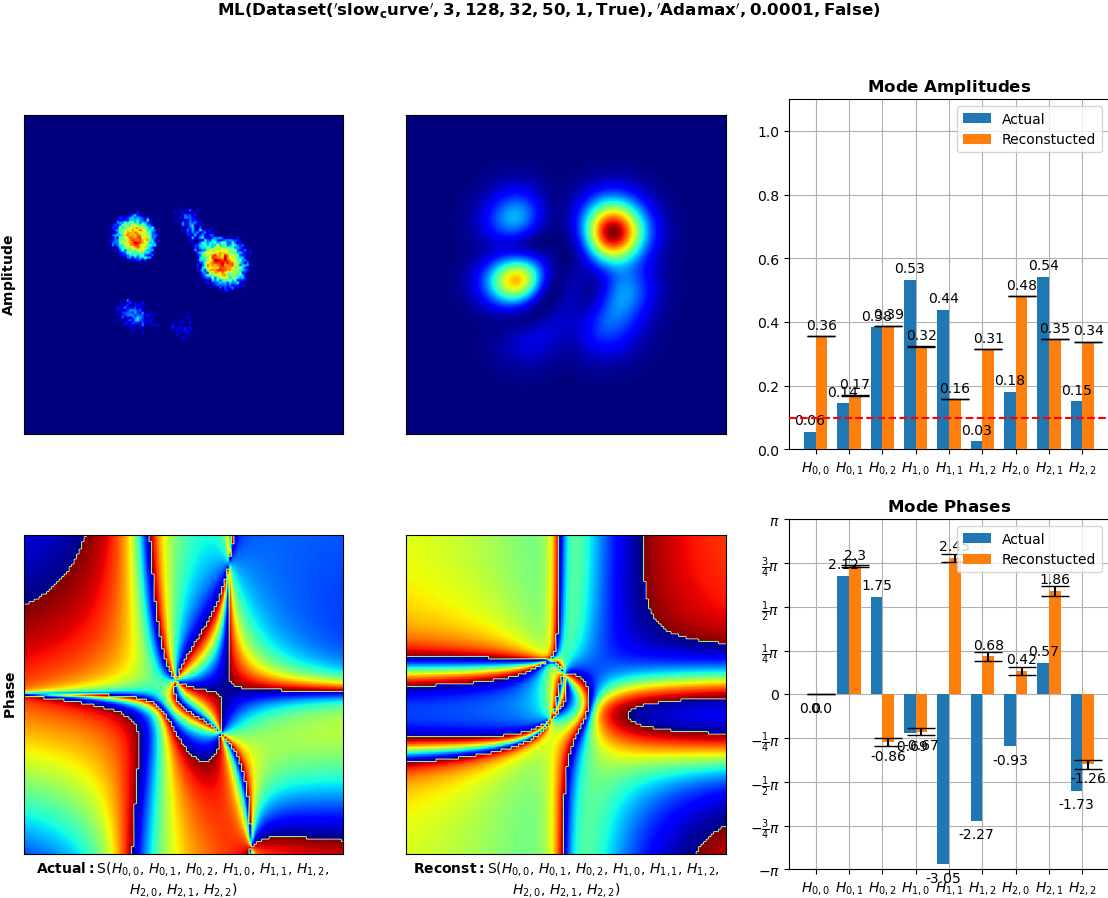 ML(Dataset('slow_curve', 3, 128, 32, 50, 1, True), 'Adamax', 0.0001, False)
Amplitude
Mode Amplitudes
Actual
Reconstucted
1.0
0.8
0.6
0.4
0.2
0.0
0.06
0.36
0.14
0.17
0.38
0.39
0.53
0.32
0.44
0.16
0.03
0.31
0.18
0.48
0.54
0.35
0.15
0.34
H0,0 H0,1 H0,2 H1,0 H1,1 H1,2 H2,0 H2,1 H2,2
Phase
Actual: S(H0,0, H0,1, H0,2, H1,0, H1,1, H1,2,
H2,0, H2,1, H2,2)
Reconst: S(H0,0, H0,1, H0,2, H1,0, H1,1, H1,2,
H2,0, H2,1, H2,2)
Mode Phases
Actual
Reconstucted
π
3/4π
1/2π
1/4π
0
−1/4π
−1/2π
−3/4π
−π
0.0
0.0
2.12
2.3
1.75
-0.86
-0.69
-0.67
-3.05
-2.27
0.68
-0.93
0.42
0.57
1.86
-1.73
-1.26
H0,0 H0,1 H0,2 H1,0 H1,1 H1,2 H2,0 H2,1 H2,2